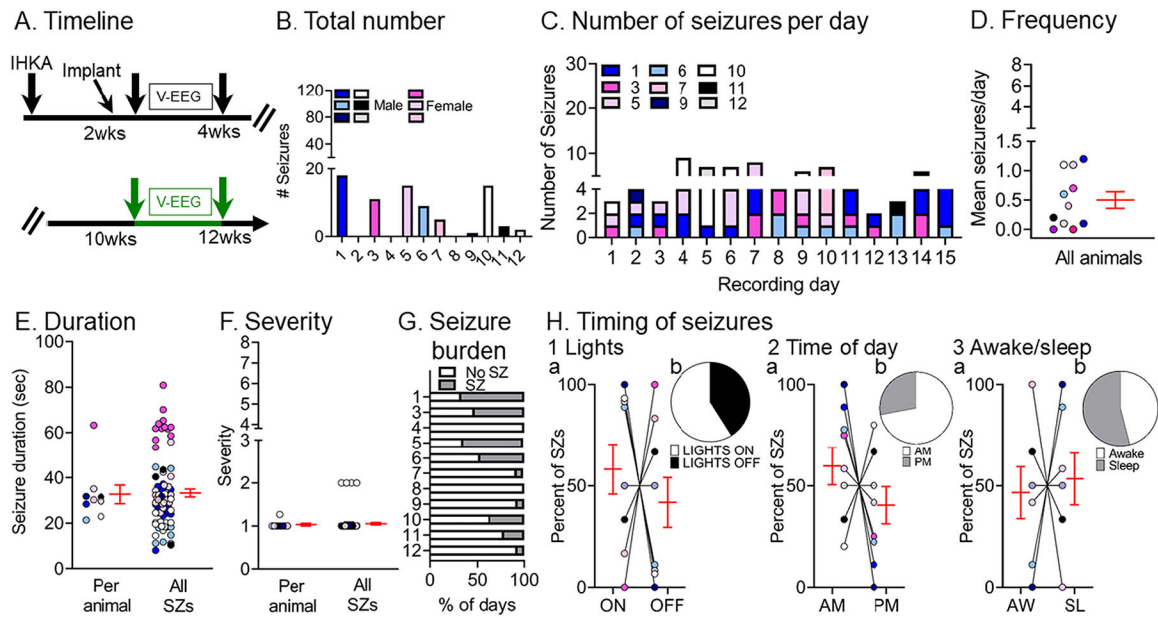 A. Timeline
IHKA
Implant
V-EEG
2wks
4wks
V-EEG
10wks
12wks
B. Total number
# Seizures
120
100
80
20
10
0
Male
Female
1 2 3 4 5 6 7 8 9 10 11 12
C. Number of seizures per day
Number of Seizures
30
20
10
4
2
0
1 6 10
3 7 11
5 9 12
1 2 3 4 5 6 7 8 9 10 11 12 13 14 15
Recording day
D. Frequency
Mean seizures/day
8
6
4
2
1.5
1.0
0.5
0.0
All animals
E. Duration
Seizure duration (sec)
100
80
60
40
20
0
Per animal
All SZs
F. Severity
Severity
8
7
6
5
4
3
2
1
0
Per animal
All SZs
G. Seizure
burden
No SZ
SZ
1
3
4
5
6
7
8
9
10
11
12
0 50 100
% of days
H. Timing of seizures
1 Lights
a
b
Percent of SZs
100
50
0
ON OFF
LIGHTS ON
LIGHTS OFF
2 Time of day
a
b
Percent of SZs
100
50
0
AM PM
AM
PM
3 Awake/sleep
a
b
Percent of SZs
100
50
0
AW SL
Awake
Sleep